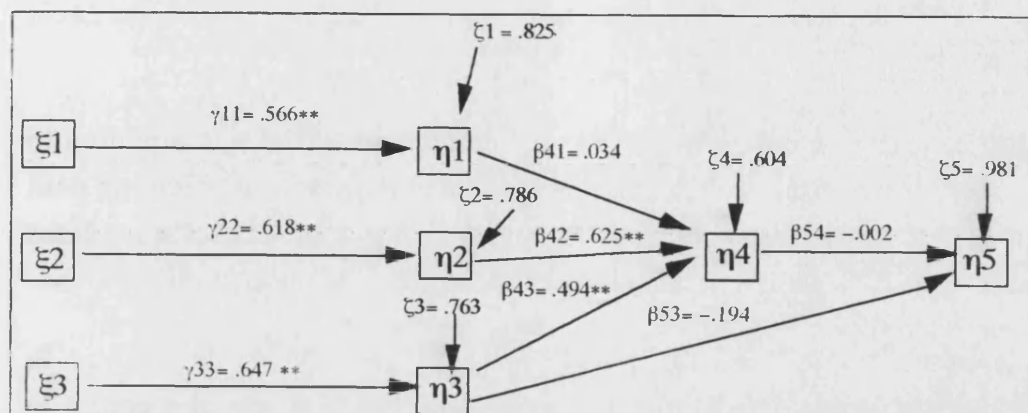 ζ1 = .825
γ11= .566**
ξ1
η1
β41= .034
ζ4= .604
ζ5= .981
ζ2= .786
γ22= .618**
β42= .625**
β54= -.002
ξ2
η2
η4
η5
β43= .494**
ζ3= .763
β53= -.194
γ33= .647 **
ξ3
η3